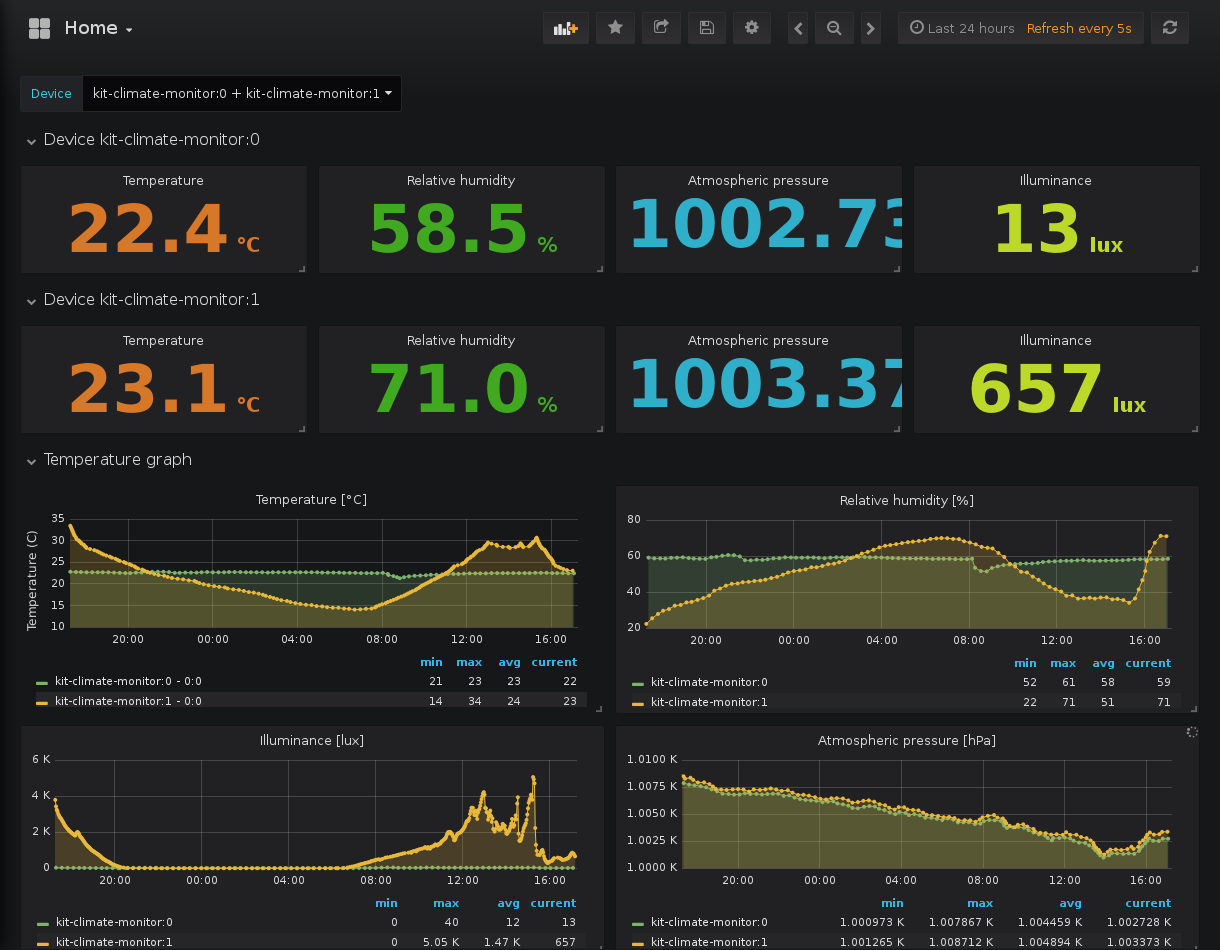 Home
Last 24 hours Refresh every 5s
Device kit-climate-monitor:0 + kit-climate-monitor:1
Device kit-climate-monitor:0
Temperature Relative humidity Atmospheric pressure Illuminance
22.4 °C 58.5 % 1002.73 13 lux
Device kit-climate-monitor:1
Temperature Relative humidity Atmospheric pressure Illuminance
23.1 °C 71.0 % 1003.37 657 lux
Temperature graph
Temperature [°C]
Temperature (C)
35
30
25
20
15
10
20:00 00:00 04:00 08:00 12:00 16:00
min max avg current
kit-climate-monitor:0 - 0:0 21 23 23 22
kit-climate-monitor:1 - 0:0 14 34 24 23
Relative humidity [%]
80
60
40
20
20:00 00:00 04:00 08:00 12:00 16:00
min max avg current
kit-climate-monitor:0 52 61 58 59
kit-climate-monitor:1 22 71 51 71
Illuminance [lux]
6 K
4 K
2 K
0
20:00 00:00 04:00 08:00 12:00 16:00
min max avg current
kit-climate-monitor:0 0 40 12 13
kit-climate-monitor:1 0 5.05 K 1.47 K 657
Atmospheric pressure [hPa]
1.0100 K
1.0075 K
1.0050 K
1.0025 K
1.0000 K
20:00 00:00 04:00 08:00 12:00 16:00
min max avg current
kit-climate-monitor:0 1.000973 K 1.007867 K 1.004459 K 1.002728 K
kit-climate-monitor:1 1.001265 K 1.008712 K 1.004894 K 1.003373 K